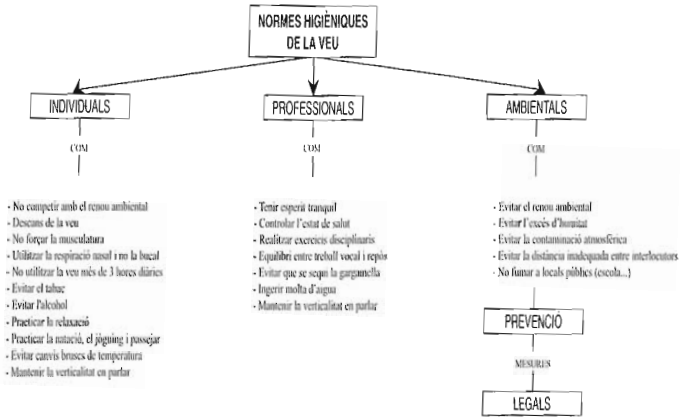 NORMES HIGIÈNIQUES
DE LA VEU
INDIVIDUALS
PROFESSIONALS
AMBIENTALS
COM
COM
COM
- No competir amb el renou ambiental
- Descans de la veu
- No forçar la musculatura
- Utilitzar la respiració nasal i no la bucal
- No utilitzar la veu més de 3 hores diàries
- Evitar el tabac
- Evitar l'alcohol
- Practicar la relaxació
- Practicar la natació, el jóguing i passejar
- Evitar canvis bruscs de temperatura
- Mantenir la verticalitat en parlar
- Tenir esperit tranquil
- Controlar l'estat de salut
- Realitzar exercicis disciplinaris
- Equilibri entre treball vocal i repòs
- Evitar que se sequi la gargamella
- Ingerir molta d'aigua
- Mantenir la verticalitat en parlar
- Evitar el renou ambiental
- Evitar l'excés d'humitat
- Evitar la contaminació atmosfèrica
- Evitar la distància inadequada entre interlocutors
- No fumar a locals públics (escola...)
PREVENCIÓ
MESURES
LEGALS